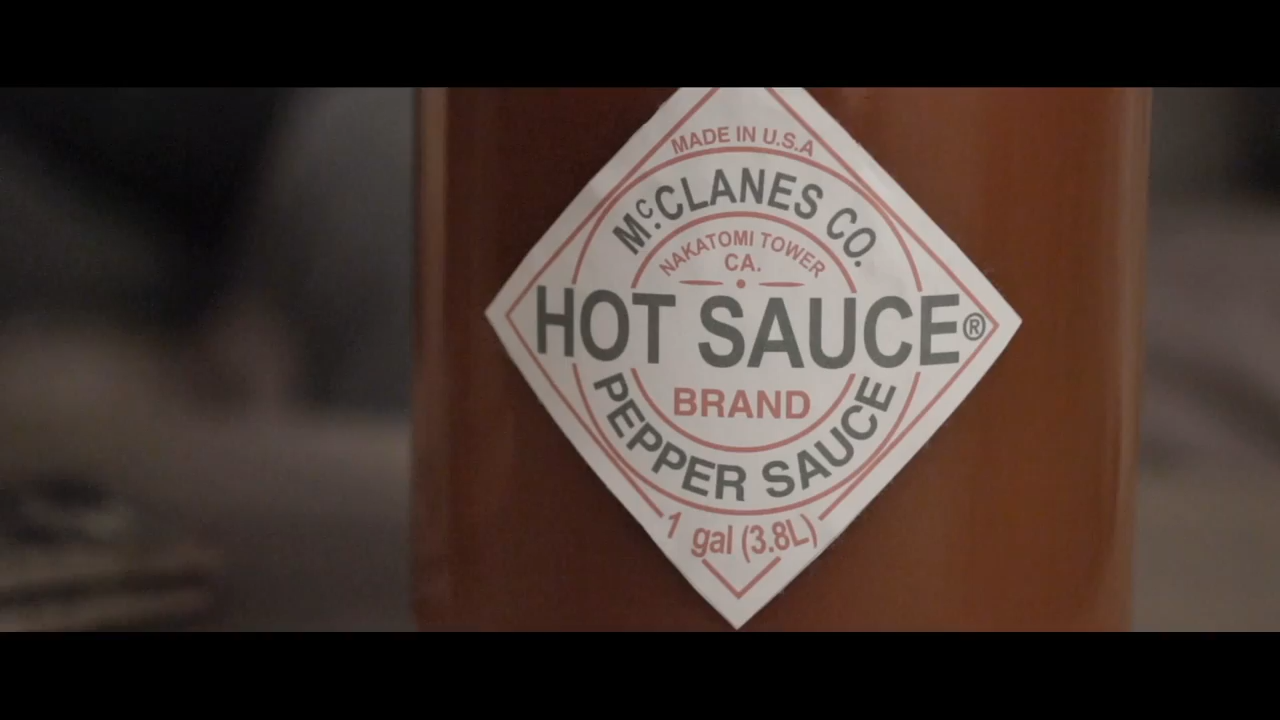 MADE IN U.S.A
McCLANES CO.
NAKATOMI TOWER
CA.
HOT SAUCE®
BRAND
PEPPER SAUCE
1 gal (3.8L)